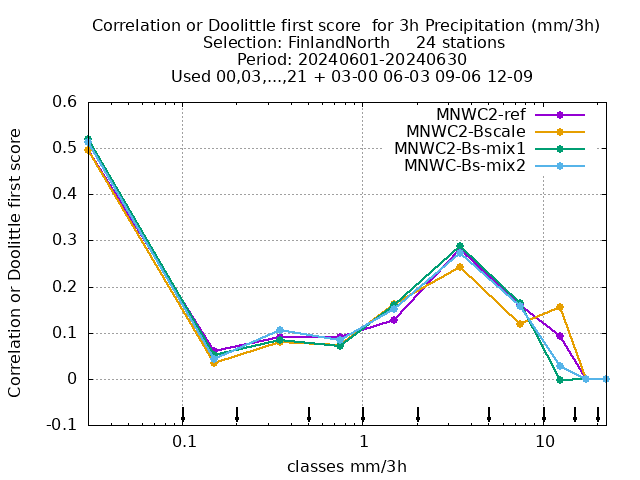 Correlation or Doolittle first score  for 3h Precipitation (mm/3h)
Selection: FinlandNorth     24 stations
Period: 20240601-20240630
Used 00,03,...,21 + 03-00 06-03 09-06 12-09
MNWC2-ref
MNWC2-Bscale
MNWC2-Bs-mix1
MNWC-Bs-mix2
Correlation or Doolittle first score
0.6
0.5
0.4
0.3
0.2
0.1
0
-0.1
0.1 1 10
classes mm/3h